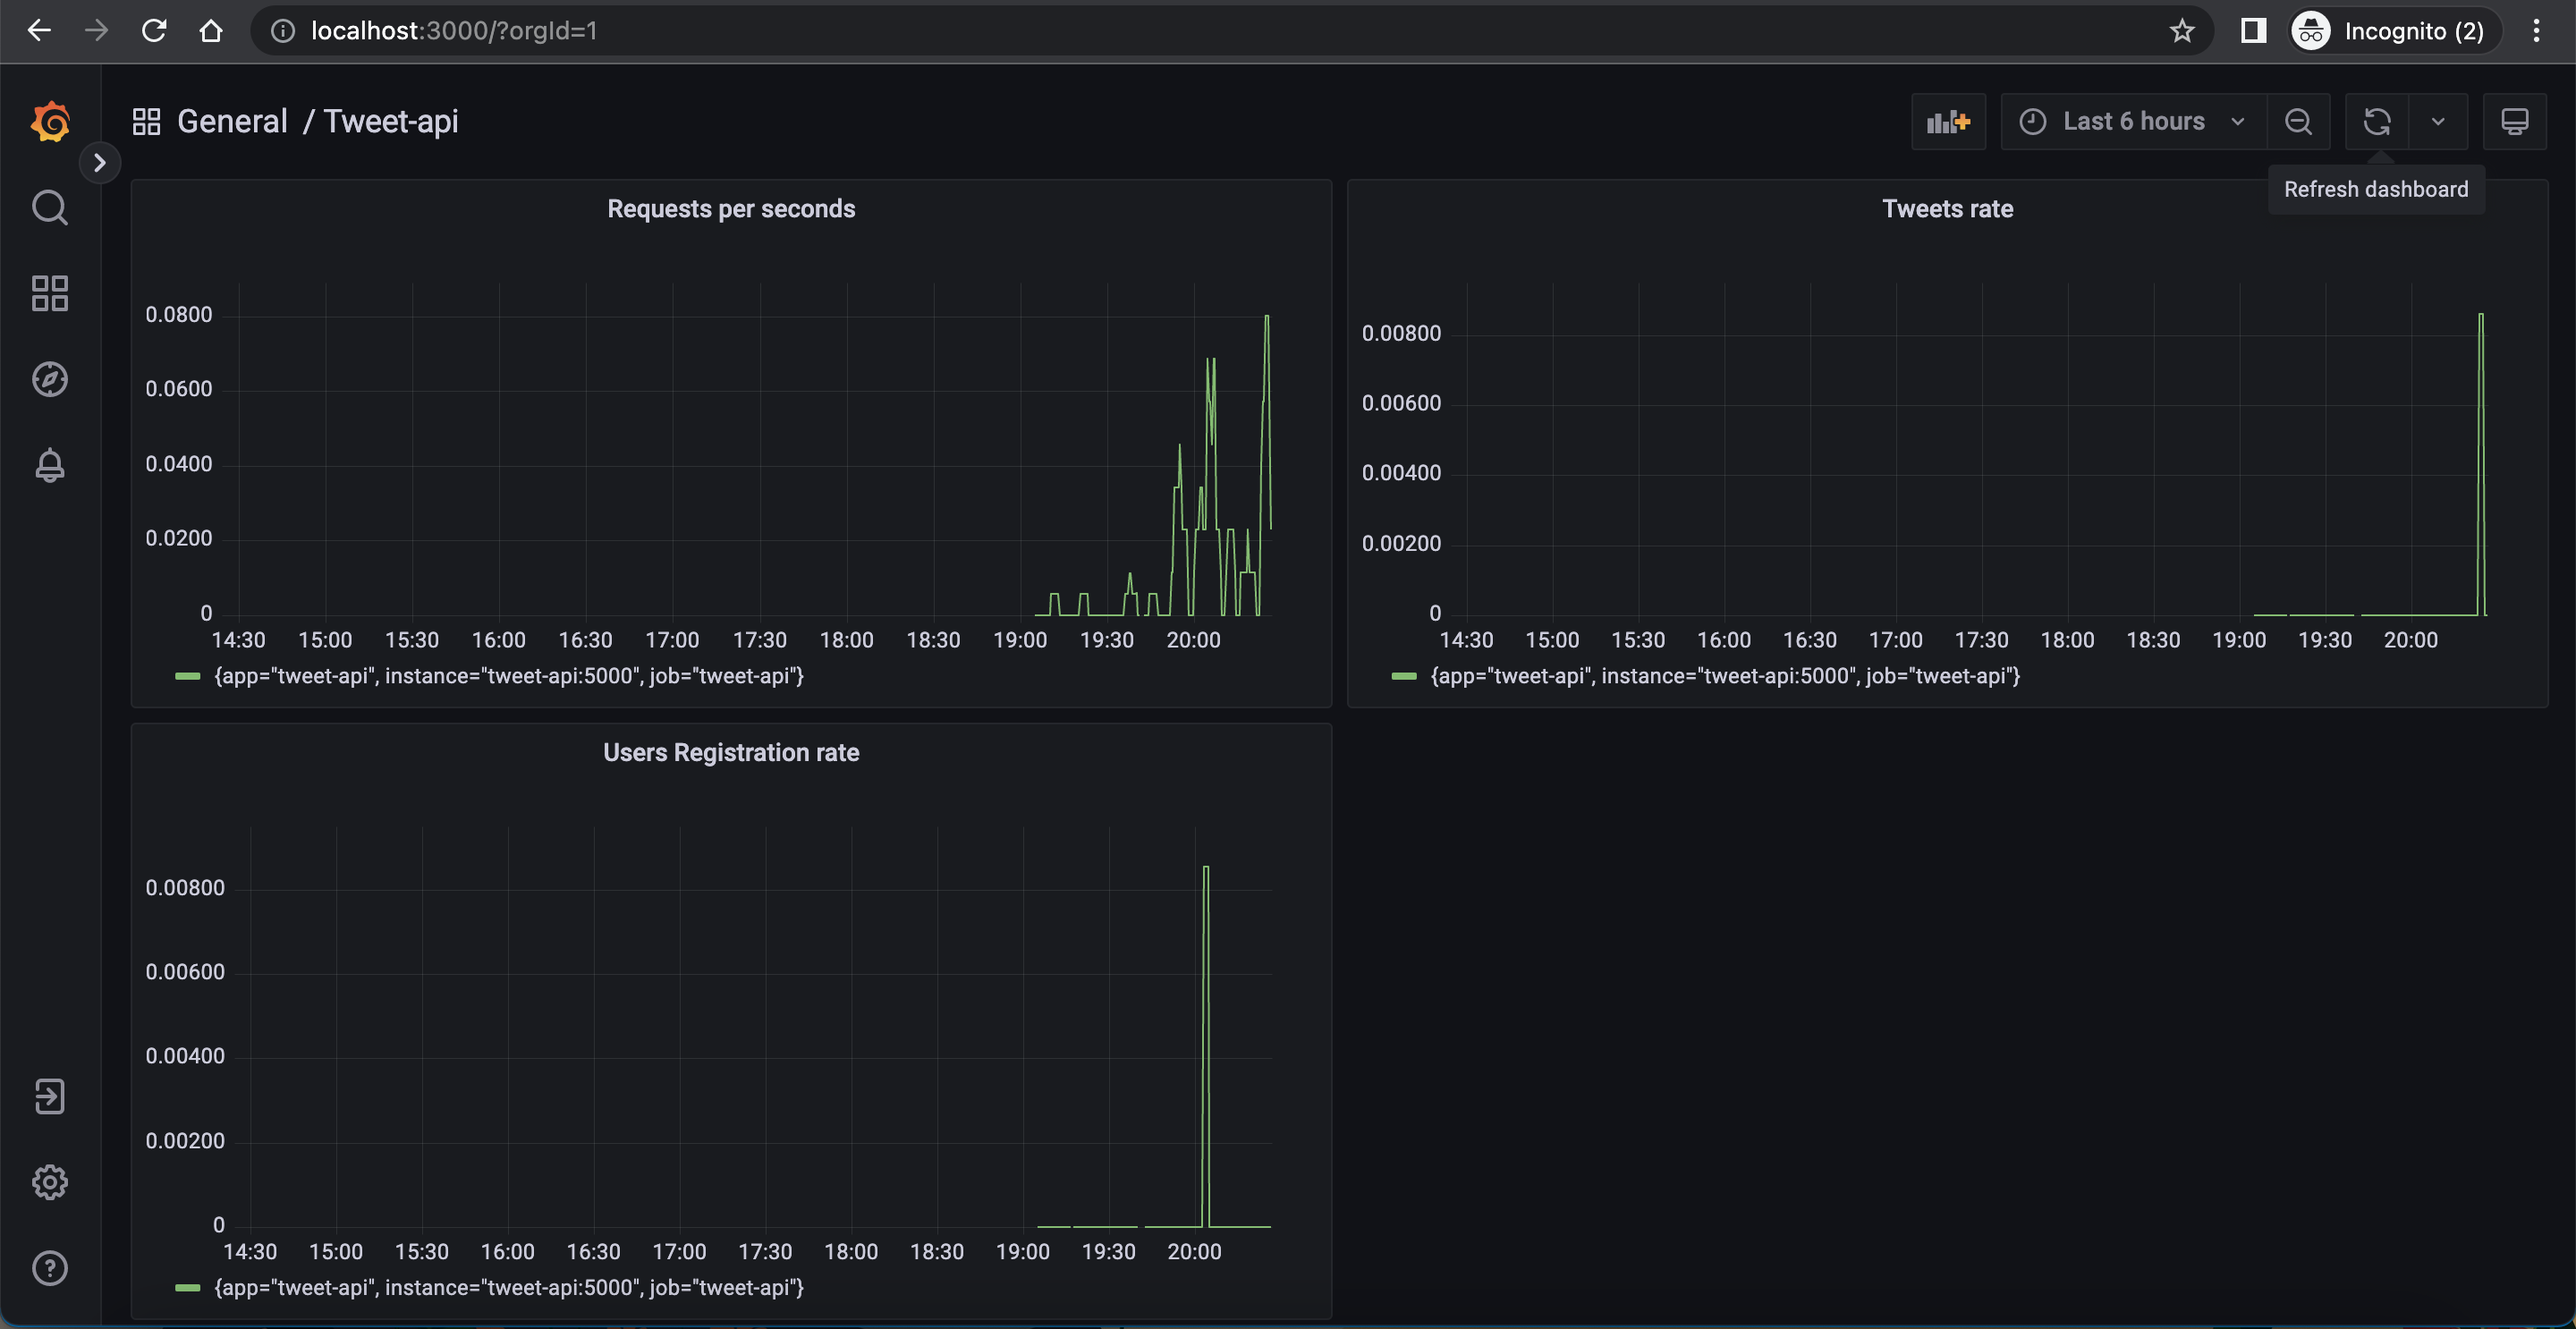 localhost:3000/?orgId=1
Incognito (2)
General / Tweet-api
Last 6 hours
Refresh dashboard
Requests per seconds
0.0800
0.0600
0.0400
0.0200
0
14:30 15:00 15:30 16:00 16:30 17:00 17:30 18:00 18:30 19:00 19:30 20:00
{app="tweet-api", instance="tweet-api:5000", job="tweet-api"}
Tweets rate
0.00800
0.00600
0.00400
0.00200
0
14:30 15:00 15:30 16:00 16:30 17:00 17:30 18:00 18:30 19:00 19:30 20:00
{app="tweet-api", instance="tweet-api:5000", job="tweet-api"}
Users Registration rate
0.00800
0.00600
0.00400
0.00200
0
14:30 15:00 15:30 16:00 16:30 17:00 17:30 18:00 18:30 19:00 19:30 20:00
{app="tweet-api", instance="tweet-api:5000", job="tweet-api"}